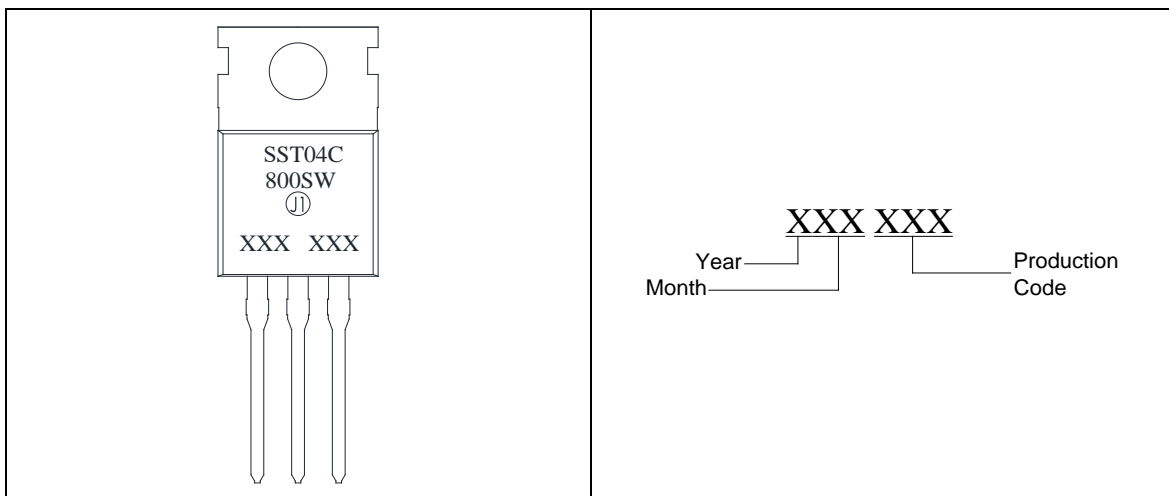 SST04C
800SW
J1
XXX XXX
XXX XXX
Year
Month
Production
Code